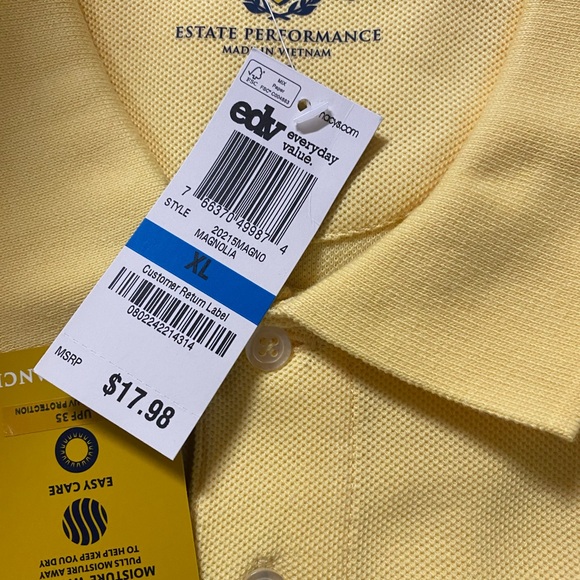 ESTATE PERFORMANCE
MADE IN VIETNAM
FSC
MIX
Paper
macys.com
edv everyday
value.
7 66370 49987 4
STYLE
20215MAGNO
MAGNOLIA
XL
Customer Return Label
0802242214314
MSRP
$17.98
UPF 35
EASY CARE
MOISTURE
PULLS MOISTURE AWAY
TO HELP KEEP YOU DRY